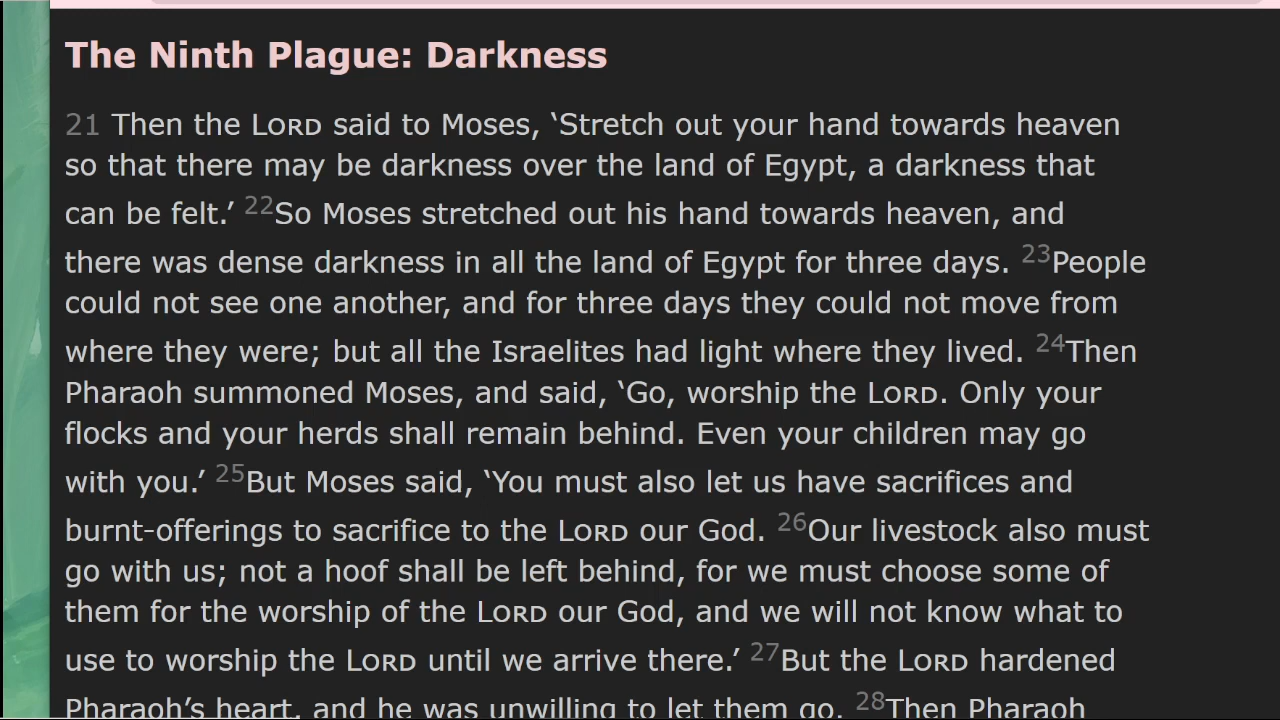 The Ninth Plague: Darkness
21 Then the LORD said to Moses, ‘Stretch out your hand towards heaven
so that there may be darkness over the land of Egypt, a darkness that
can be felt.’ 22So Moses stretched out his hand towards heaven, and
there was dense darkness in all the land of Egypt for three days. 23People
could not see one another, and for three days they could not move from
where they were; but all the Israelites had light where they lived. 24Then
Pharaoh summoned Moses, and said, ‘Go, worship the LORD. Only your
flocks and your herds shall remain behind. Even your children may go
with you.’ 25But Moses said, ‘You must also let us have sacrifices and
burnt-offerings to sacrifice to the LORD our God. 26Our livestock also must
go with us; not a hoof shall be left behind, for we must choose some of
them for the worship of the LORD our God, and we will not know what to
use to worship the LORD until we arrive there.’ 27But the LORD hardened
Pharaoh’s heart, and he was unwilling to let them go. 28Then Pharaoh